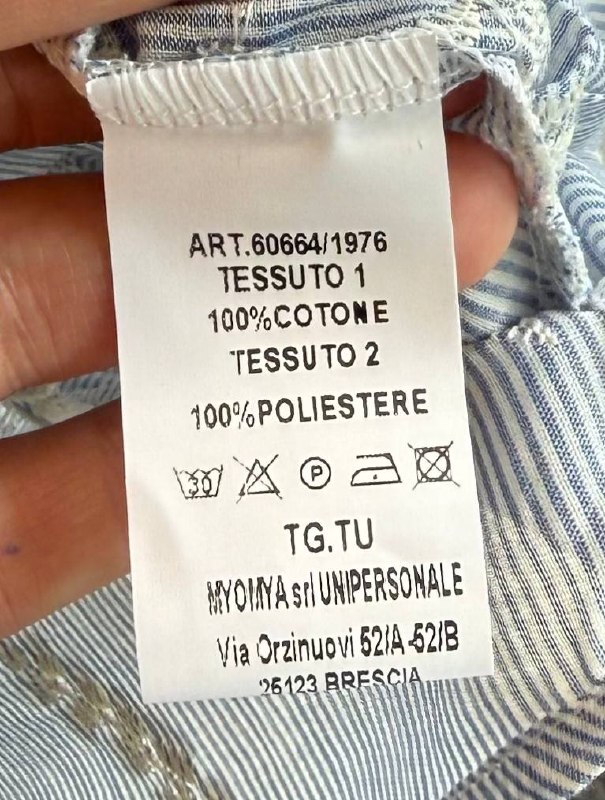 ART.60664/1976
TESSUTO 1
100%COTONE
TESSUTO 2
100%POLIESTERE
30 P
TG.TU
MYOMYA srl UNIPERSONALE
Via Orzinuovi 52/A-52/B
25123 BRESCIA